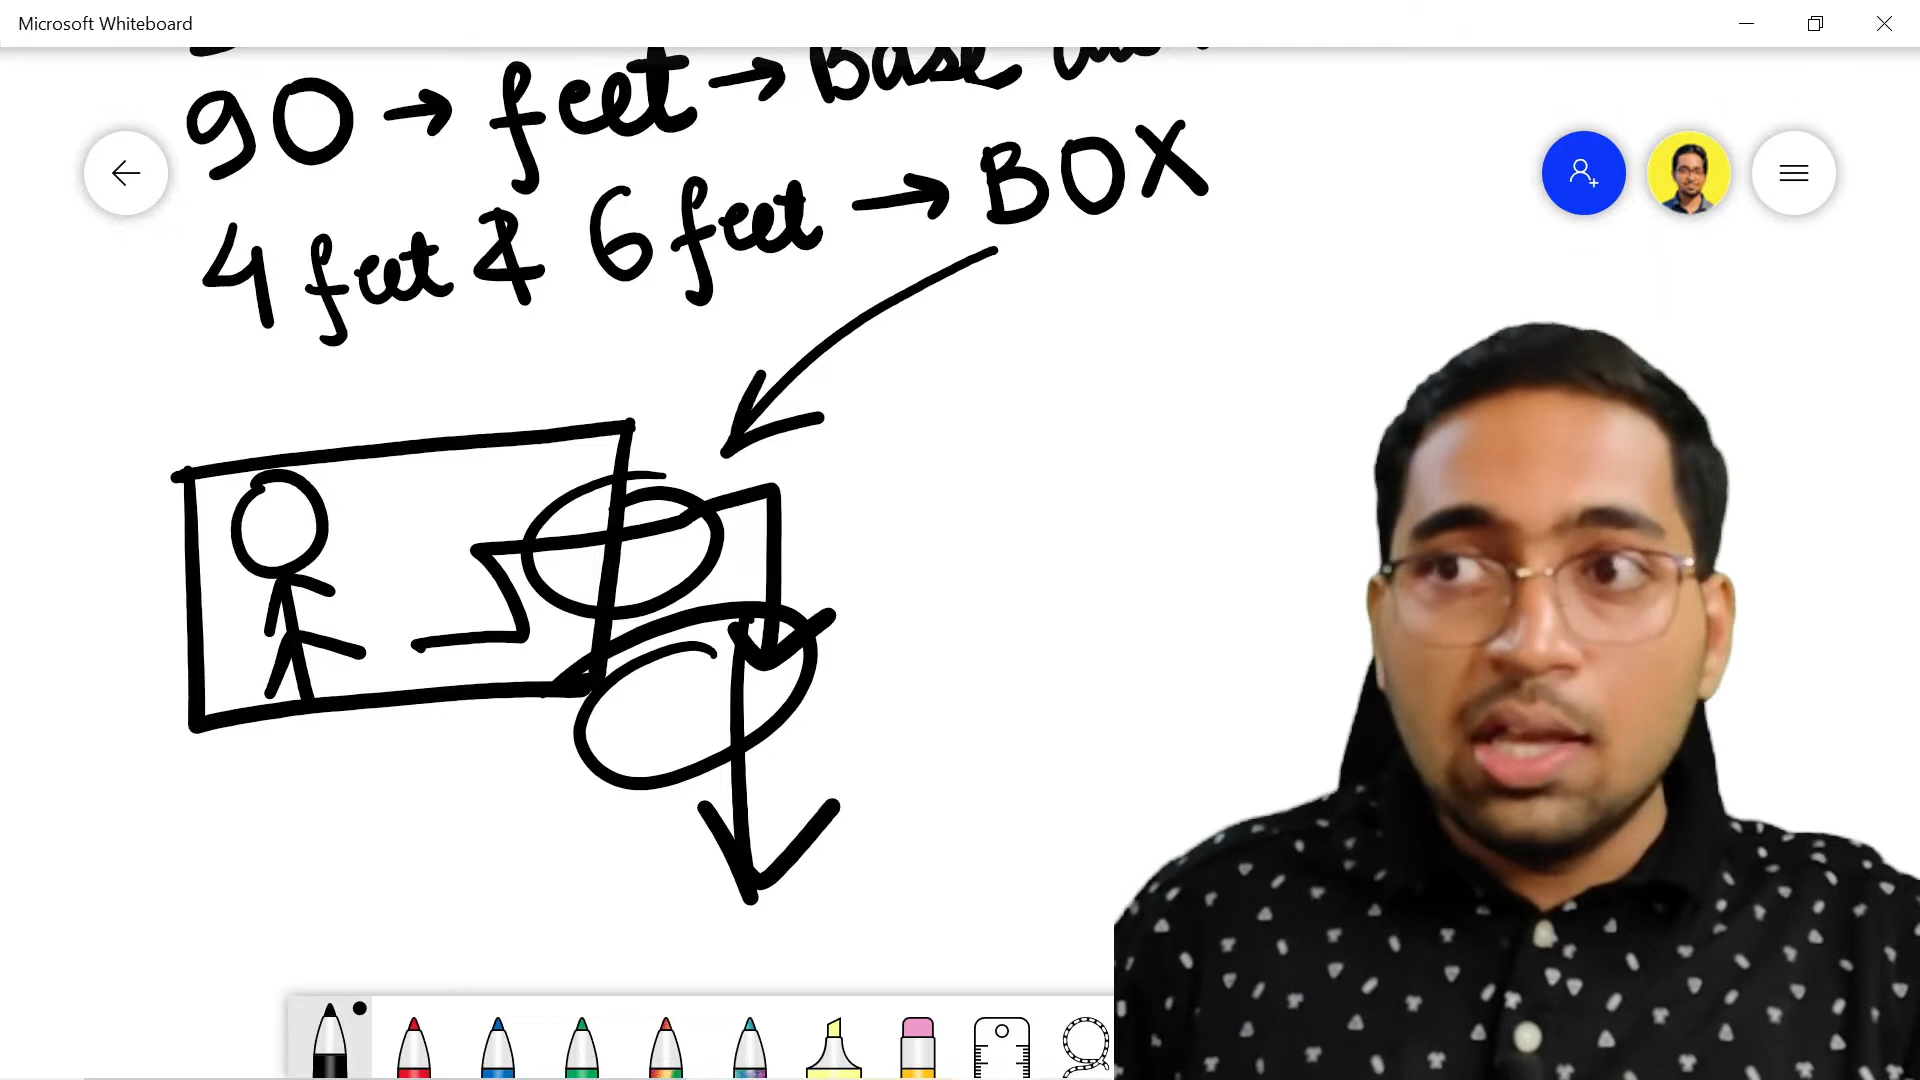 Microsoft Whiteboard
90 → feet → Base
4 feet & 6 feet → BOX